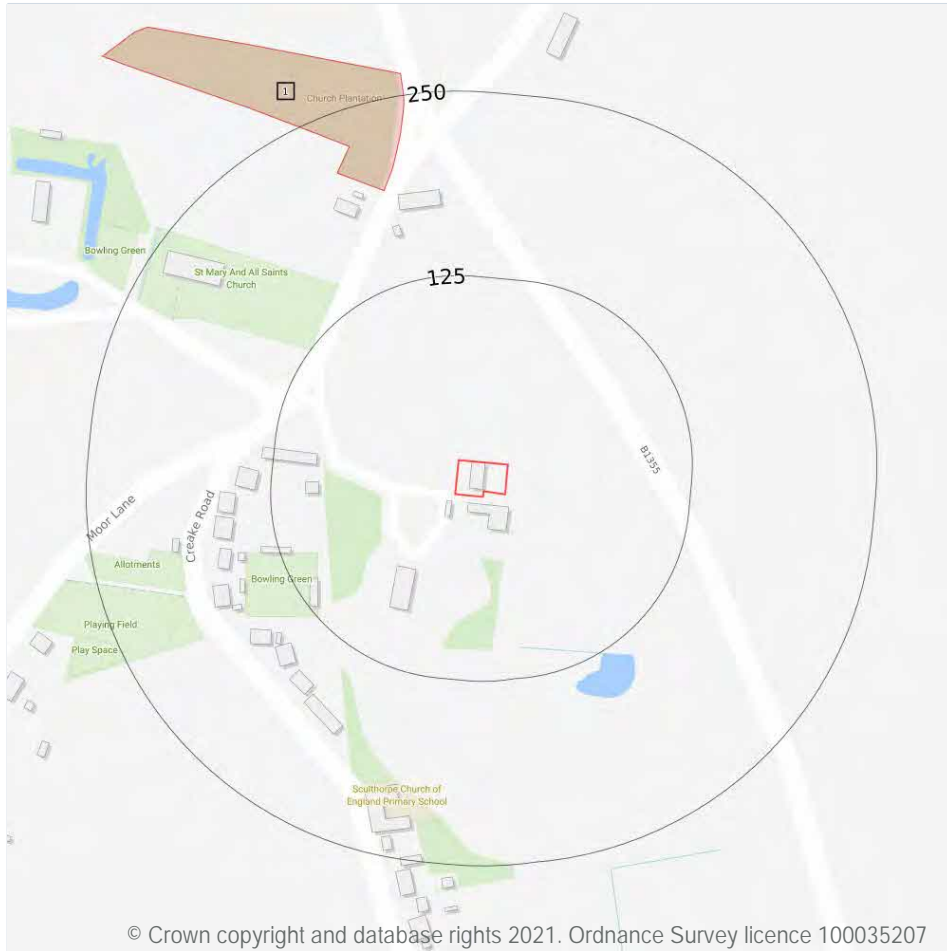 1
Church Plantation
250
Bowling Green
St Mary And All Saints
Church
125
B1355
Moor Lane
Creake Road
Allotments
Bowling Green
Playing Field
Play Space
Sculthorpe Church of
England Primary School
© Crown copyright and database rights 2021. Ordnance Survey licence 100035207